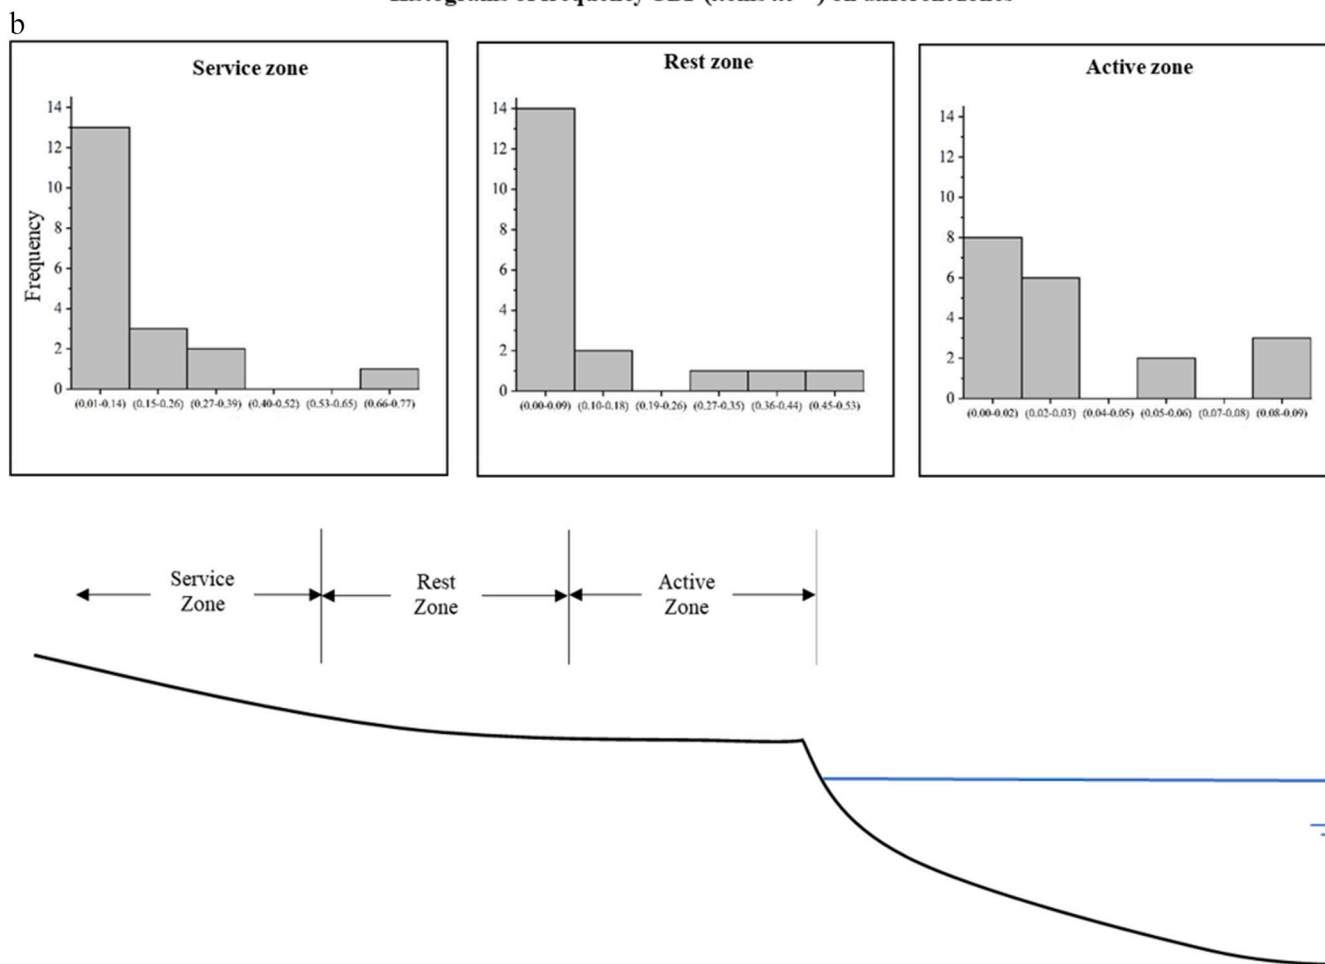 b
Service zone
Frequency
14
12
10
8
6
4
2
0
(0.01-0.14) (0.15-0.26) (0.27-0.39) (0.40-0.52) (0.53-0.65) (0.66-0.77)
Rest zone
14
12
10
8
6
4
2
0
(0.00-0.09) (0.10-0.18) (0.19-0.26) (0.27-0.35) (0.36-0.44) (0.45-0.53)
Active zone
14
12
10
8
6
4
2
0
(0.00-0.02) (0.02-0.03) (0.04-0.05) (0.05-0.06) (0.07-0.08) (0.08-0.09)
Service
Zone
Rest
Zone
Active
Zone